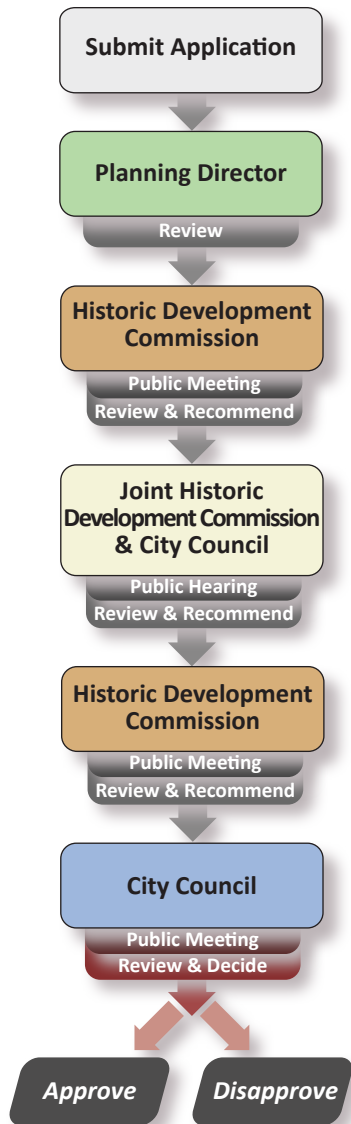 Submit Application
Planning Director
Review
Historic Development
Commission
Public Meeting
Review & Recommend
Joint Historic
Development Commission
& City Council
Public Hearing
Review & Recommend
Historic Development
Commission
Public Meeting
Review & Recommend
City Council
Public Meeting
Review & Decide
Approve
Disapprove